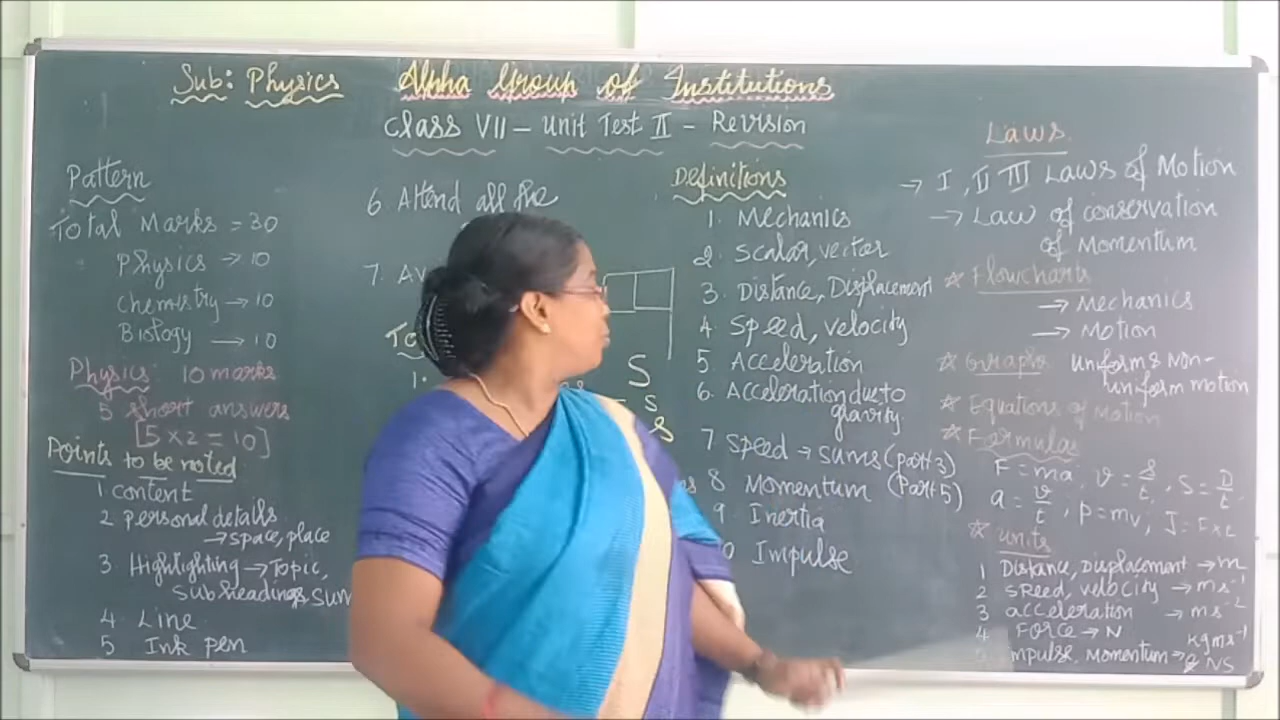 Sub: Physics
Alpha Group of Institutions
Class VII – Unit Test II – Revision
Pattern
Total Marks = 30
Physics → 10
Chemistry → 10
Biology → 10
Physics: 10 marks
5 short answers
[5 x 2 = 10]
Points to be noted
1 content
2 personal details
→ space, place
3. Highlighting → Topic,
Subheadings, sum
4. Line
5 Ink pen
6. Attend all the
7. Av
To
1.
S
S
S
Definitions
1. Mechanics
2. Scalar, vector
3. Distance, Displacement
4. Speed, velocity
5. Acceleration
6. Acceleration due to
gravity
7 Speed → sums (part 3)
8 Momentum (Part 5)
9 Inertia
0 Impulse
Laws
→ I, II III Laws of Motion
→ Law of conservation
of Momentum
☆ Flowcharts
→ Mechanics
→ Motion
☆ Graphs uniform & non-
uniform motion
☆ Equations of Motion
☆ Formulas
F = ma, v = s/t, S = D/t
a = v/t, p = mv, J = F x t
☆ units
1 Distance, Displacement → m
2 speed, velocity → ms⁻¹
3 acceleration → ms⁻²
4 Force → N
Impulse, Momentum → kgms⁻¹
& NS